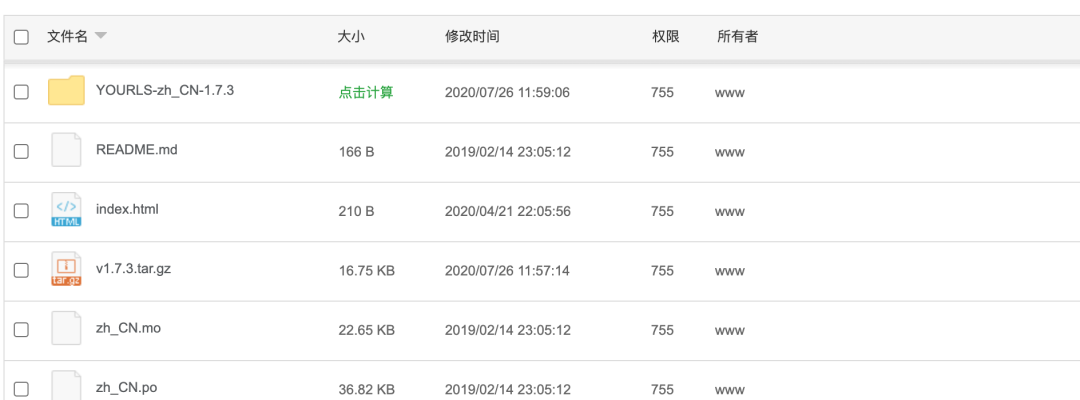 文件名 大小 修改时间 权限 所有者
YOURLS-zh_CN-1.7.3 点击计算 2020/07/26 11:59:06 755 www
README.md 166 B 2019/02/14 23:05:12 755 www
</> HTML index.html 210 B 2020/04/21 22:05:56 755 www
tar.gz v1.7.3.tar.gz 16.75 KB 2020/07/26 11:57:14 755 www
zh_CN.mo 22.65 KB 2019/02/14 23:05:12 755 www
zh_CN.po 36.82 KB 2019/02/14 23:05:12 755 www